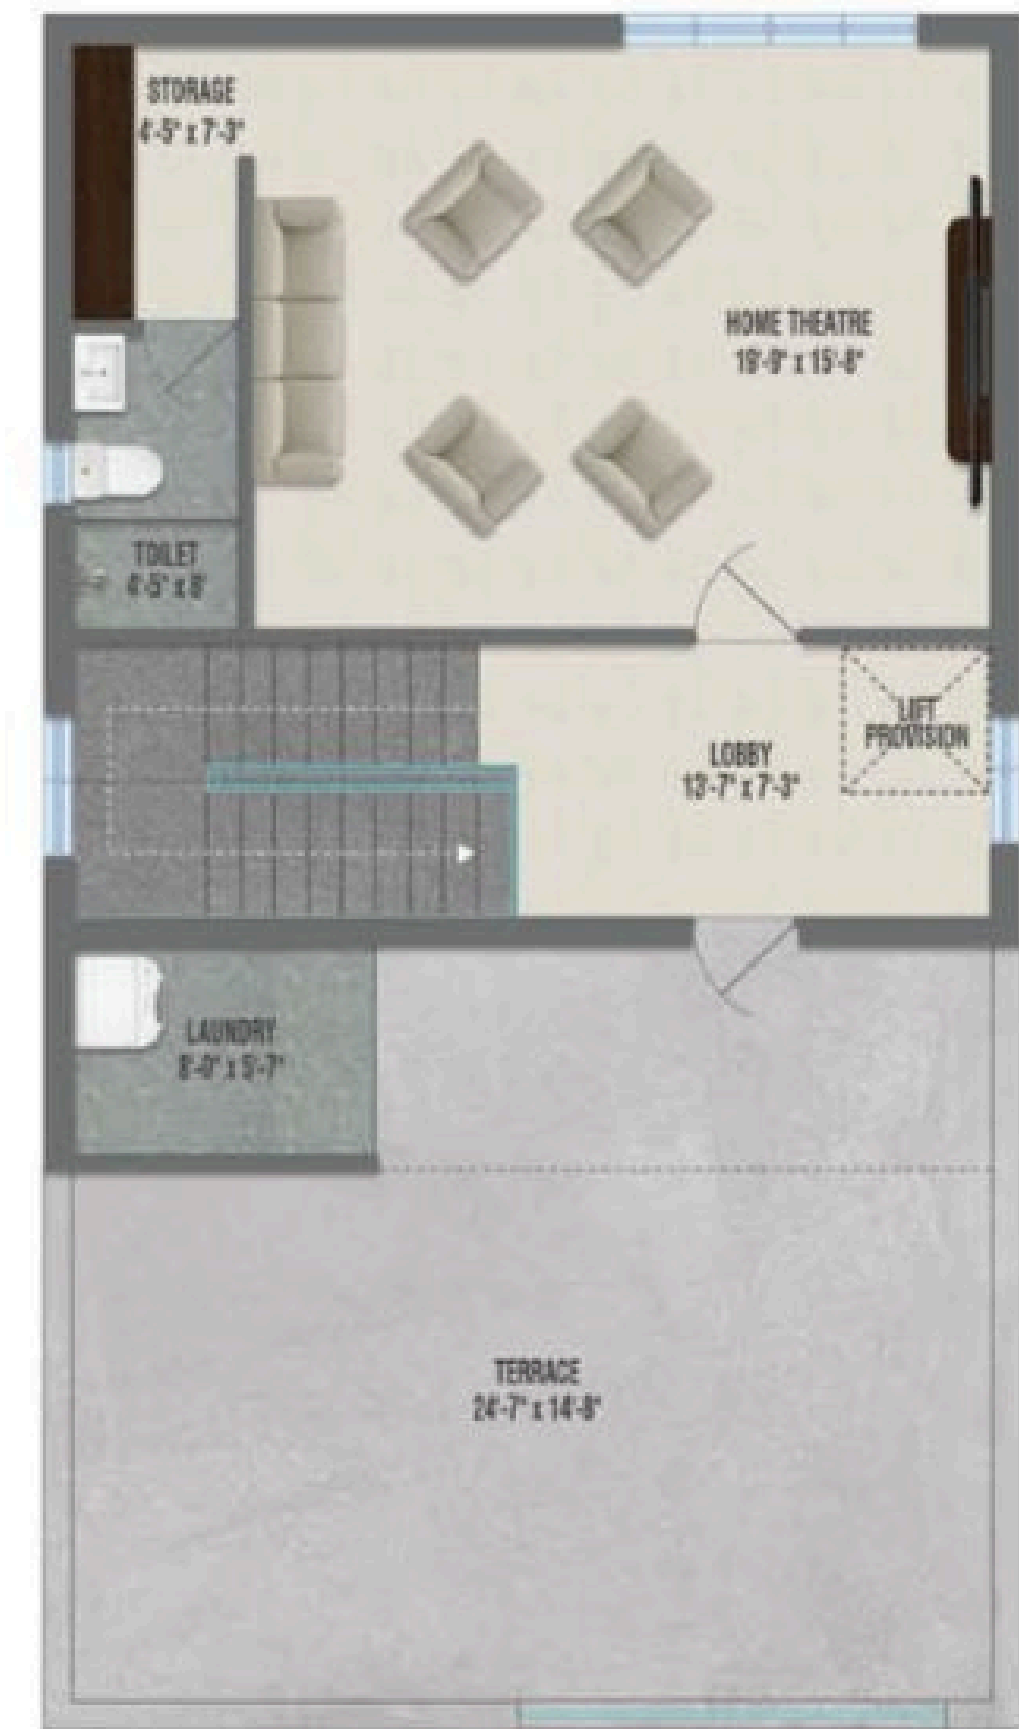 STORAGE
4'-5" x 7'-3"
HOME THEATRE
19'-9" x 15'-8"
TOILET
4'-5" x 8'
LIFT
PROVISION
LOBBY
13'-7" x 7'-3"
LAUNDRY
8'-0" x 5'-7"
TERRACE
24'-7" x 14'-8"